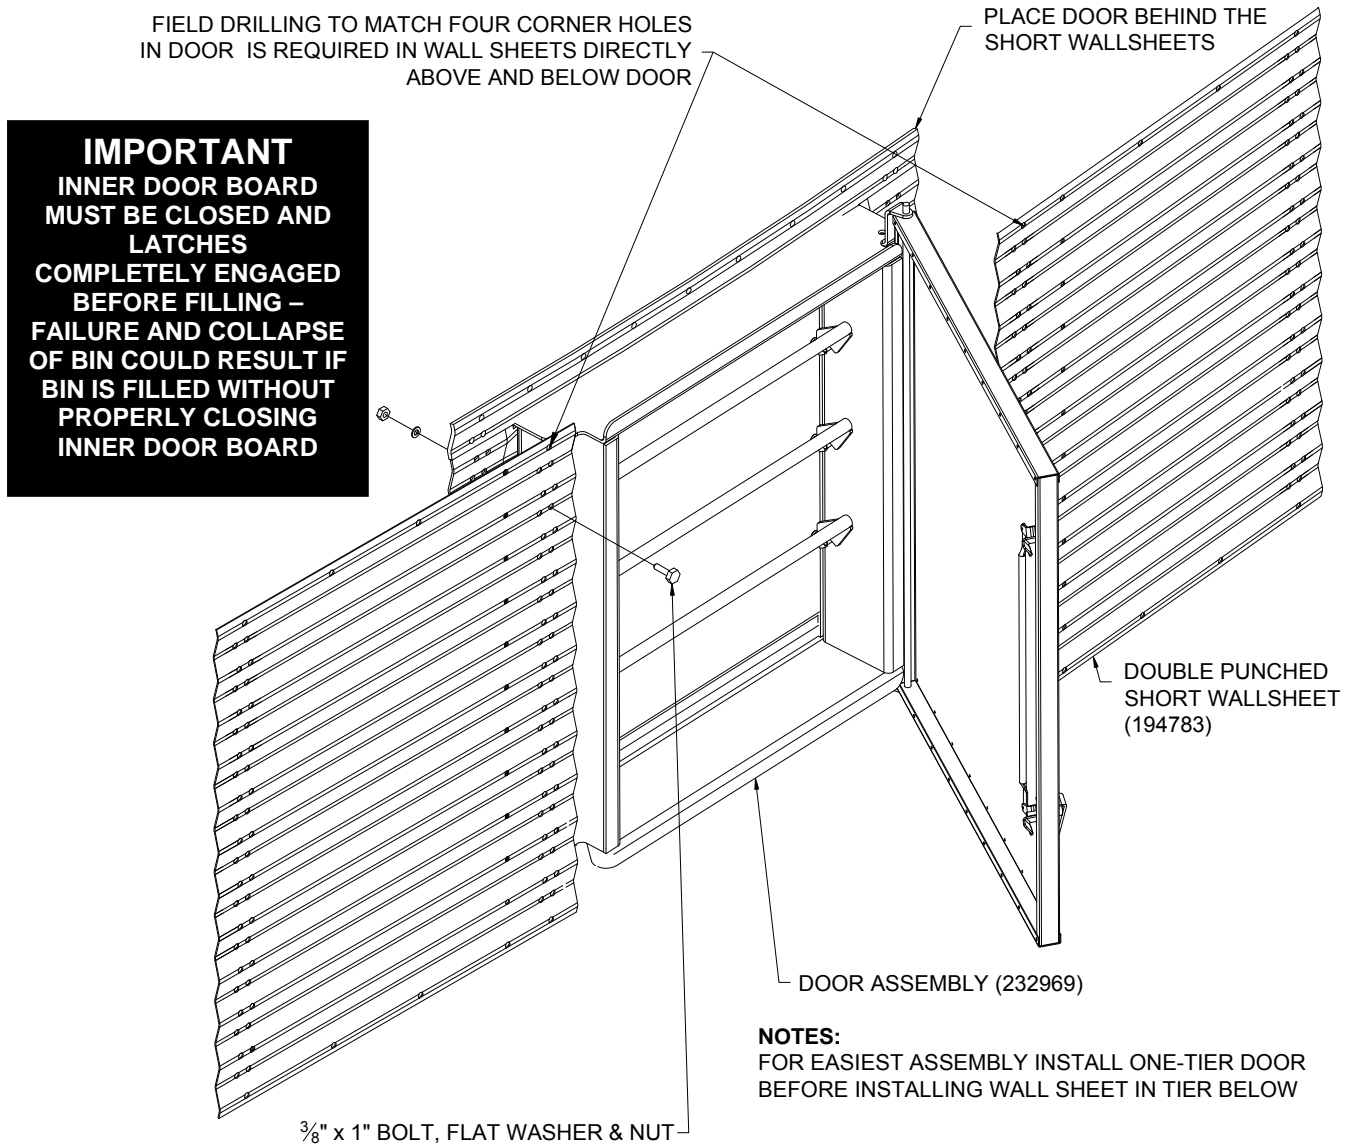 FIELD DRILLING TO MATCH FOUR CORNER HOLES
IN DOOR IS REQUIRED IN WALL SHEETS DIRECTLY
ABOVE AND BELOW DOOR
PLACE DOOR BEHIND THE
SHORT WALLSHEETS
IMPORTANT
INNER DOOR BOARD
MUST BE CLOSED AND
LATCHES
COMPLETELY ENGAGED
BEFORE FILLING –
FAILURE AND COLLAPSE
OF BIN COULD RESULT IF
BIN IS FILLED WITHOUT
PROPERLY CLOSING
INNER DOOR BOARD
DOUBLE PUNCHED
SHORT WALLSHEET
(194783)
DOOR ASSEMBLY (232969)
NOTES:
FOR EASIEST ASSEMBLY INSTALL ONE-TIER DOOR
BEFORE INSTALLING WALL SHEET IN TIER BELOW
⅜" x 1" BOLT, FLAT WASHER & NUT